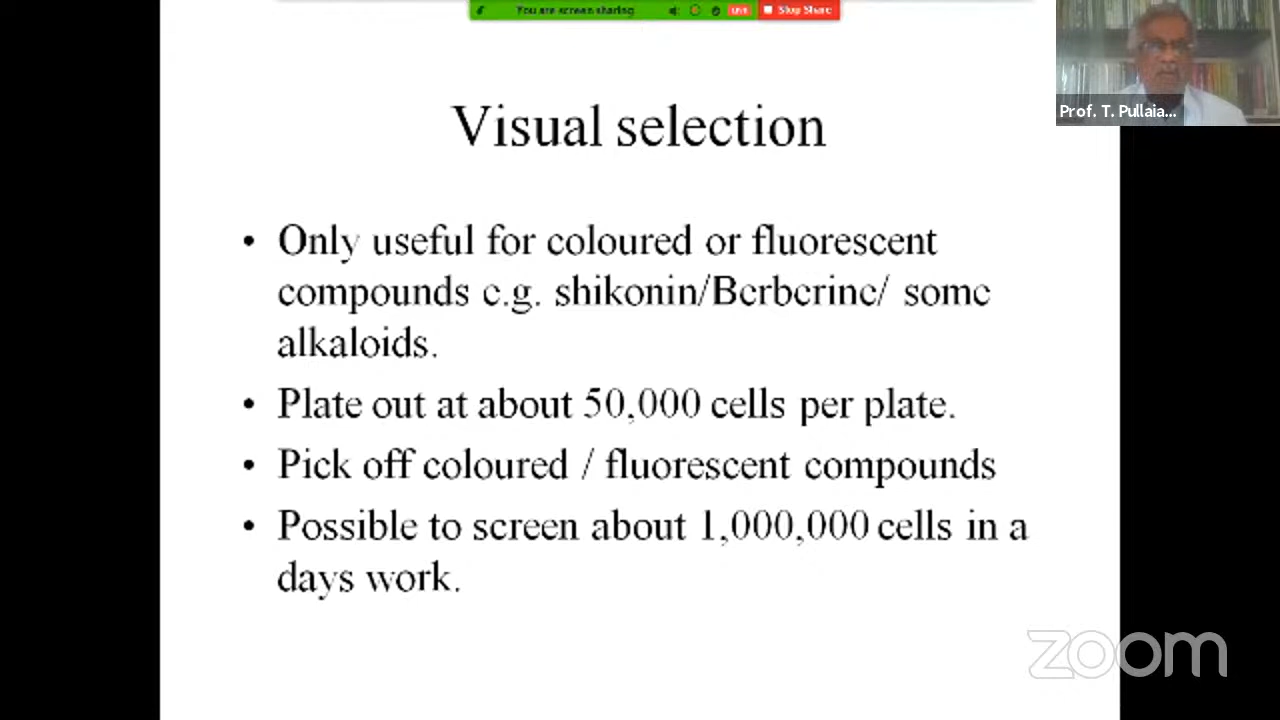 You are screen sharing
LIVE
Stop Share
Prof. T. Pullaia...
Visual selection
• Only useful for coloured or fluorescent
compounds e.g. shikonin/Berberine/ some
alkaloids.
• Plate out at about 50,000 cells per plate.
• Pick off coloured / fluorescent compounds
• Possible to screen about 1,000,000 cells in a
days work.
zoom